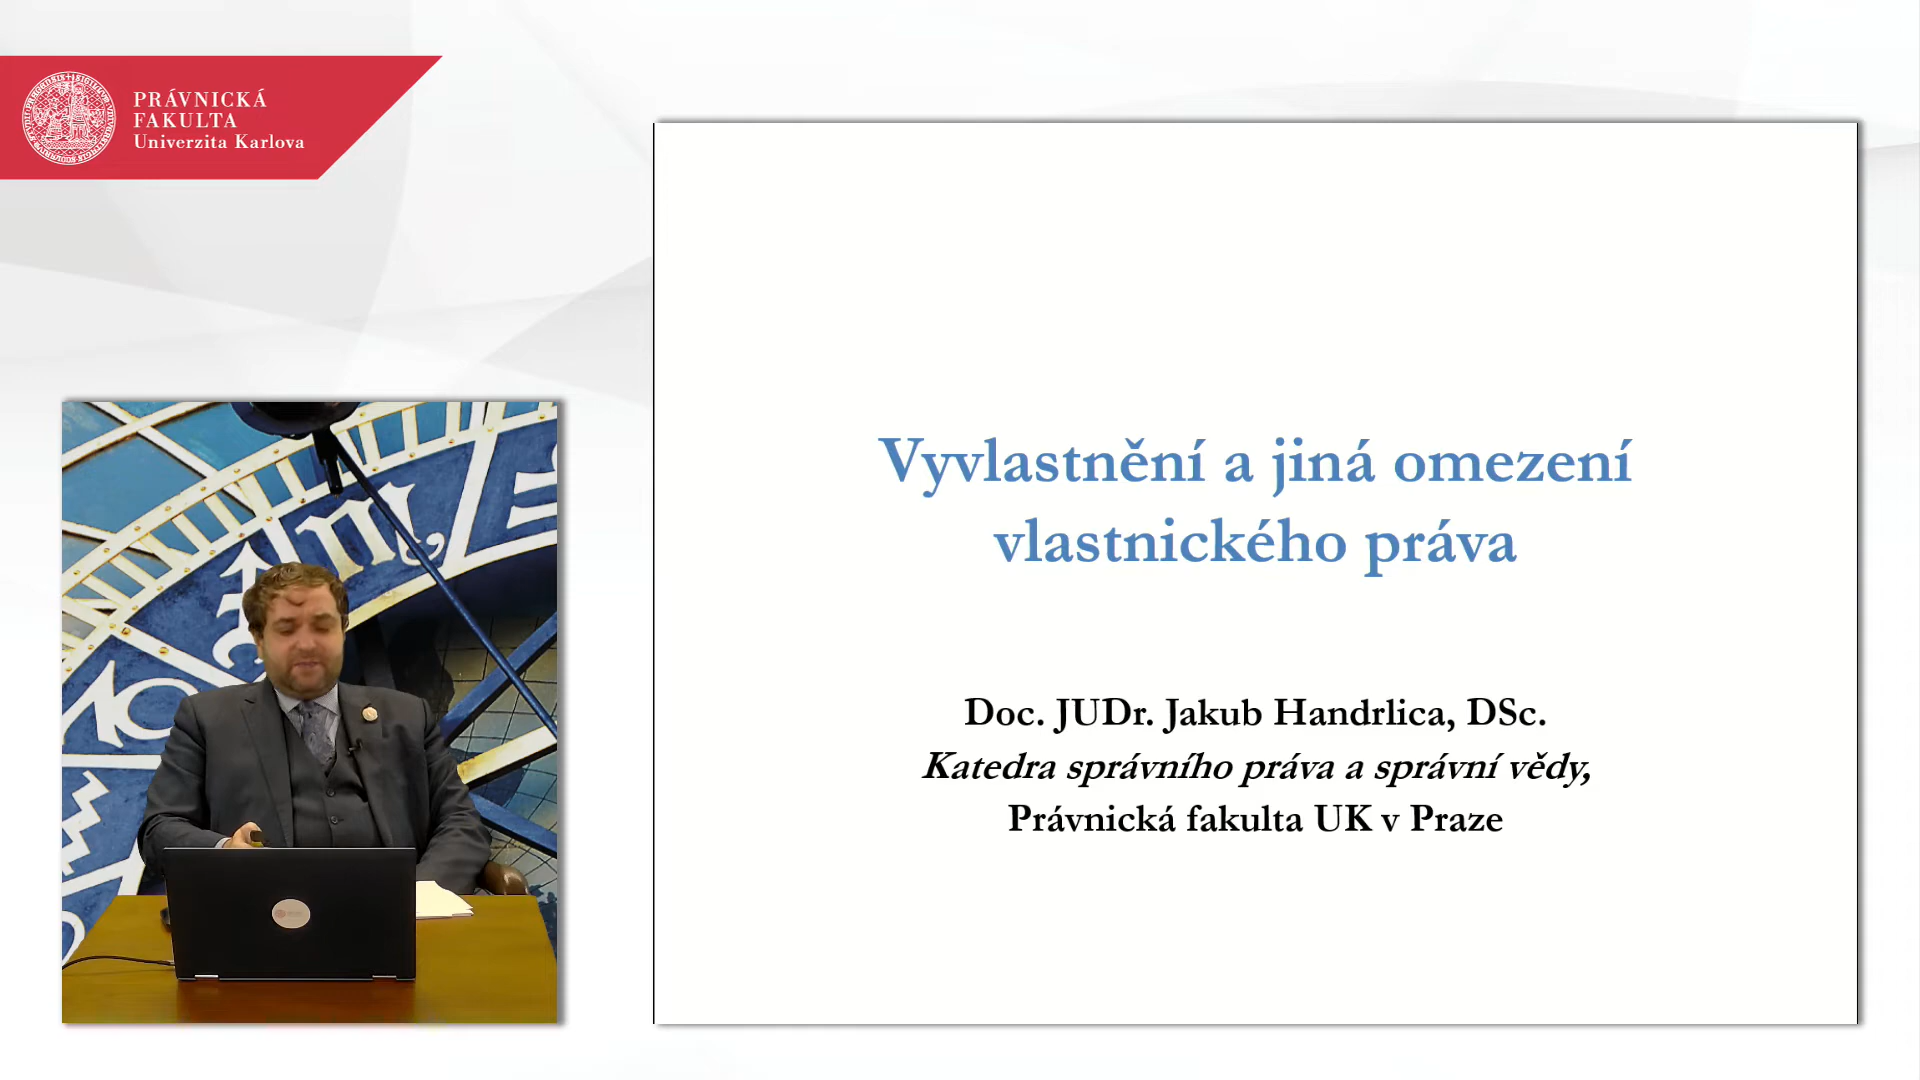 PRÁVNICKÁ
FAKULTA
Univerzita Karlova
Vyvlastnění a jiná omezení
vlastnického práva
Doc. JUDr. Jakub Handrlica, DSc.
Katedra správního práva a správní vědy,
Právnická fakulta UK v Praze